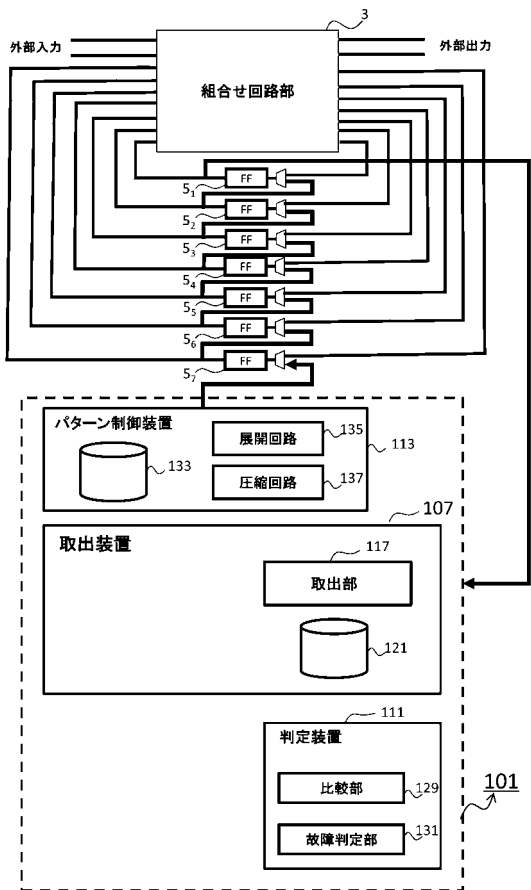 3
外部入力
外部出力
組合せ回路部
FF
5₁
FF
5₂
FF
5₃
FF
5₄
FF
5₅
FF
5₆
FF
5₇
パターン制御装置
展開回路
135
133
113
圧縮回路
137
107
取出装置
117
取出部
121
111
判定装置
比較部
129
101
故障判定部
131